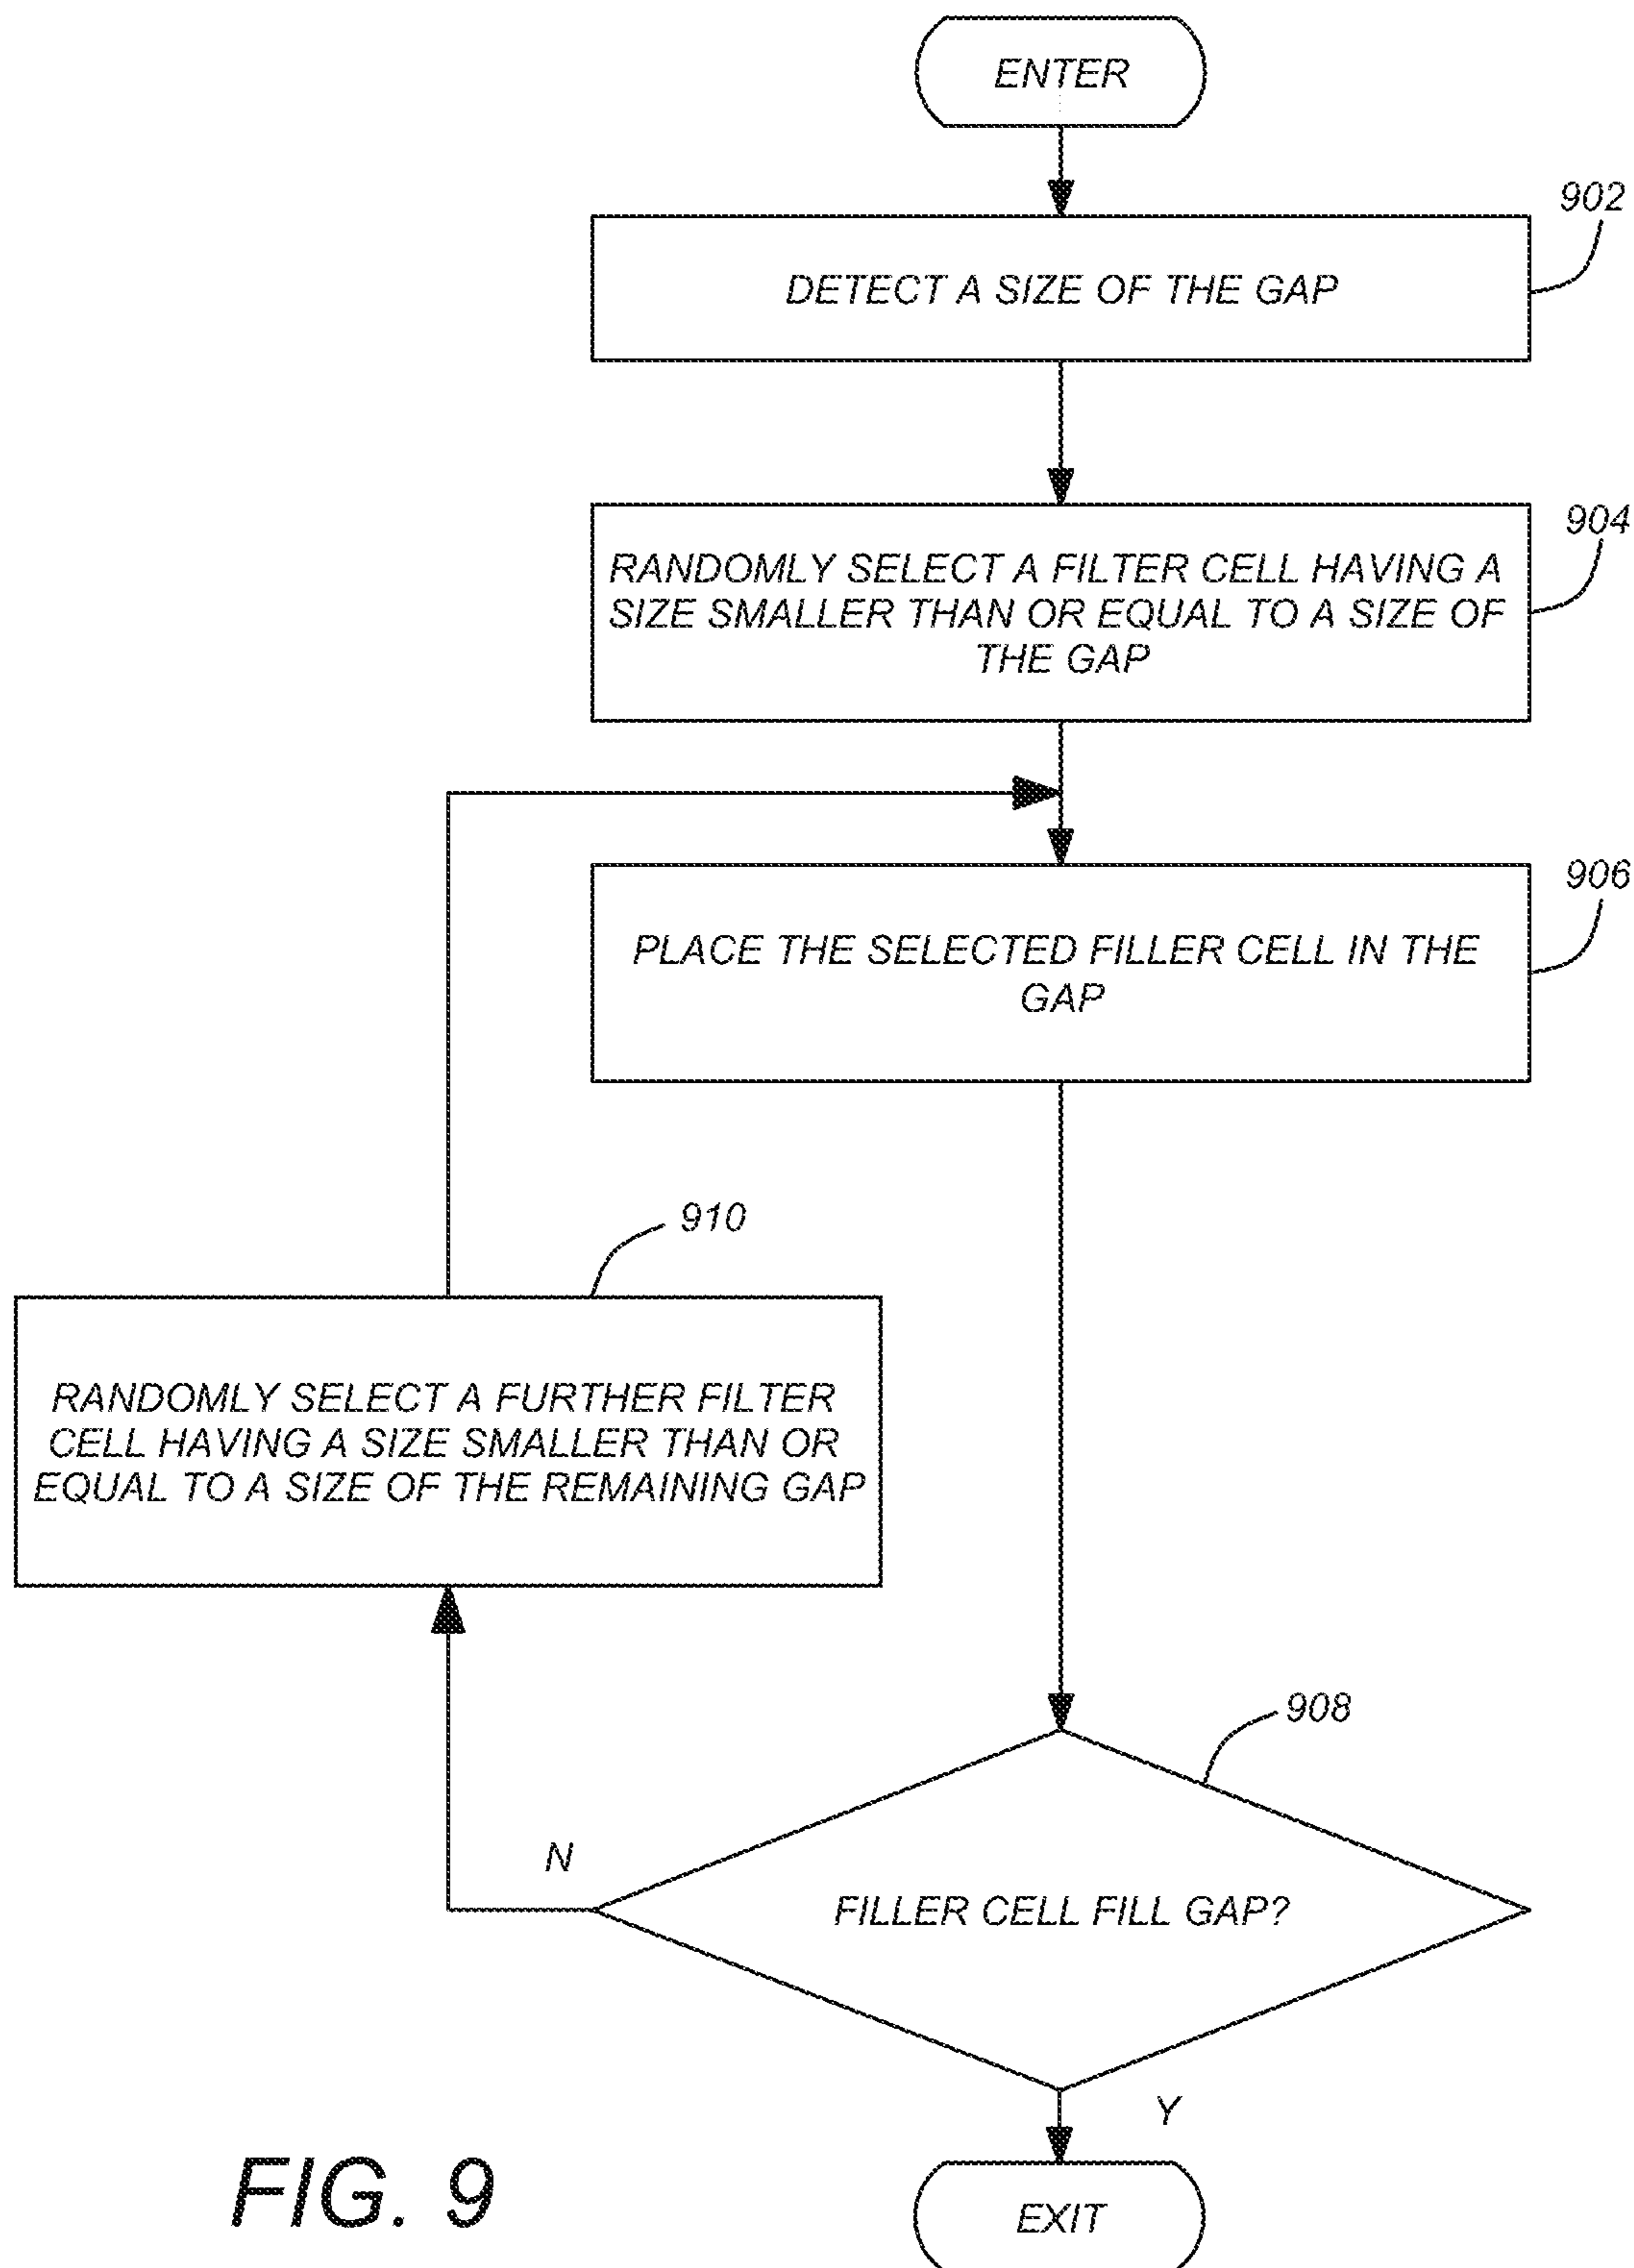 ENTER
902
DETECT A SIZE OF THE GAP
904
RANDOMLY SELECT A FILTER CELL HAVING A
SIZE SMALLER THAN OR EQUAL TO A SIZE OF
THE GAP
906
PLACE THE SELECTED FILLER CELL IN THE
GAP
910
RANDOMLY SELECT A FURTHER FILTER
CELL HAVING A SIZE SMALLER THAN OR
EQUAL TO A SIZE OF THE REMAINING GAP
908
N
FILLER CELL FILL GAP?
Y
EXIT
FIG. 9